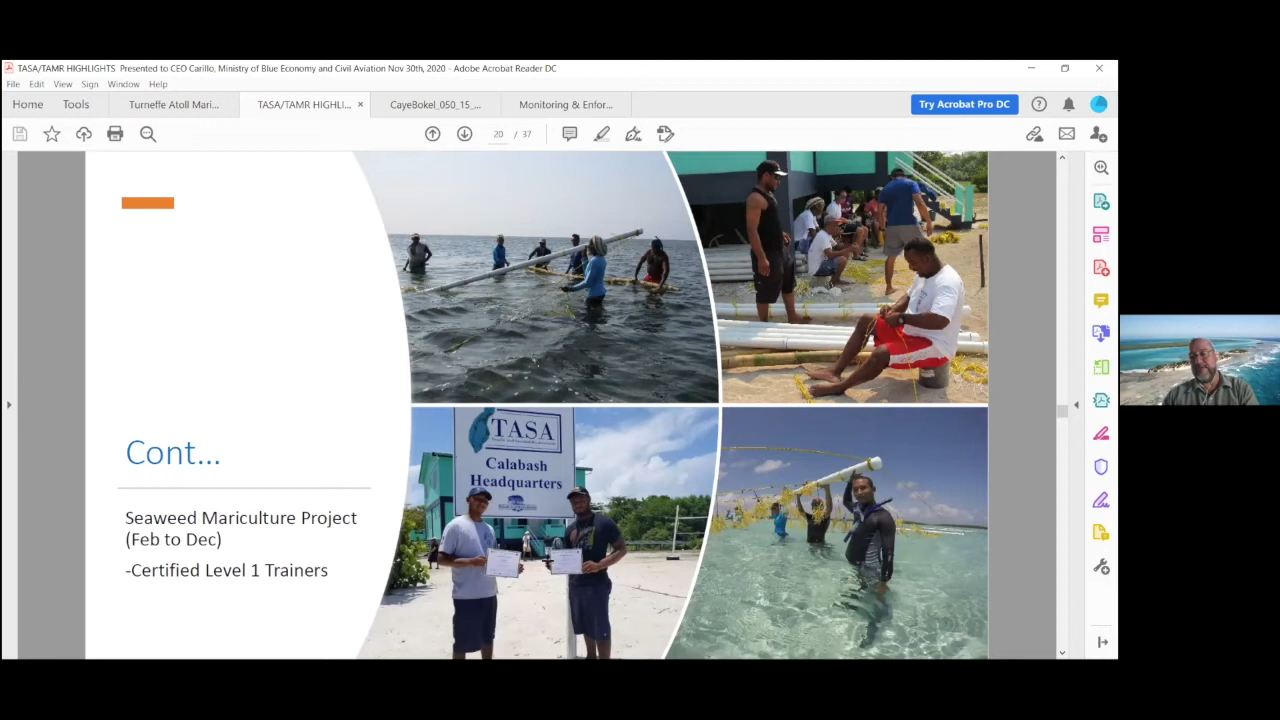 TASA/TAMR HIGHLIGHTS Presented to CEO Carillo, Ministry of Blue Economy and Civil Aviation Nov 30th, 2020 - Adobe Acrobat Reader DC
File Edit View Sign Window Help
Home Tools Turneffe Atoll Mari... TASA/TAMR HIGHLI... × CayeBokel_050_15_... Monitoring & Enfor... Try Acrobat Pro DC
20 / 37
TASA
Calabash
Headquarters
Cont...
Seaweed Mariculture Project
(Feb to Dec)
-Certified Level 1 Trainers